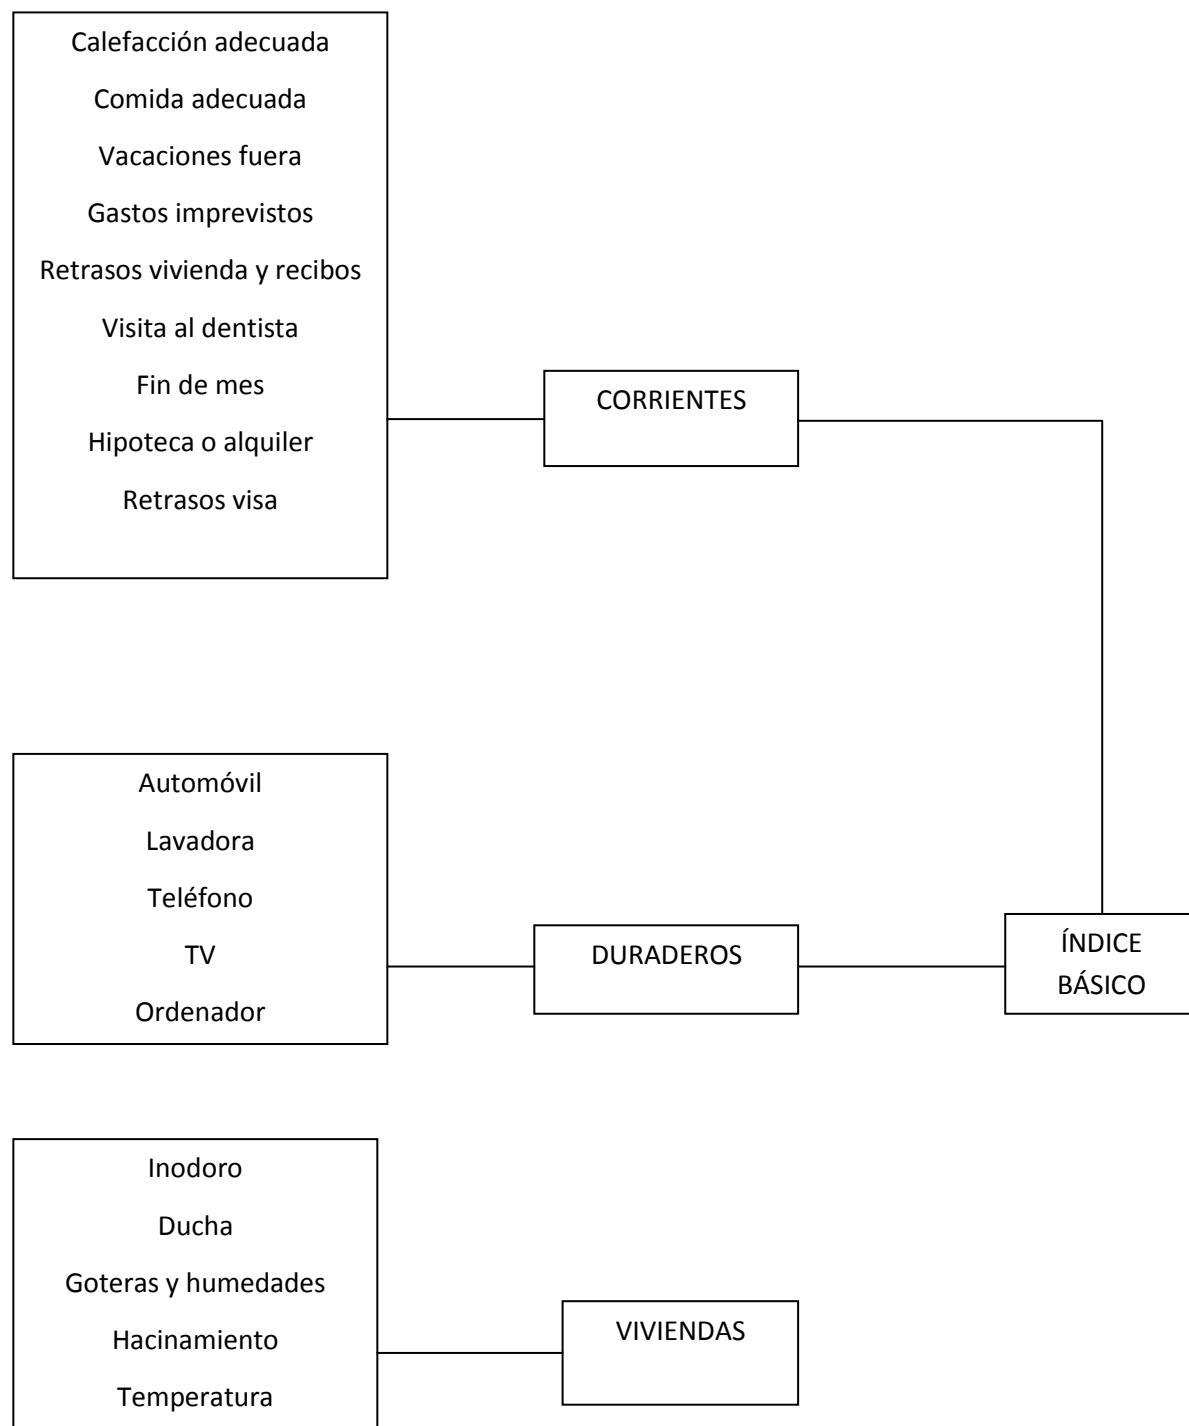 Calefacción adecuada
Comida adecuada
Vacaciones fuera
Gastos imprevistos
Retrasos vivienda y recibos
Visita al dentista
Fin de mes
Hipoteca o alquiler
Retrasos visa
CORRIENTES
Automóvil
Lavadora
Teléfono
TV
Ordenador
DURADEROS
ÍNDICE
BÁSICO
Inodoro
Ducha
Goteras y humedades
Hacinamiento
Temperatura
VIVIENDAS